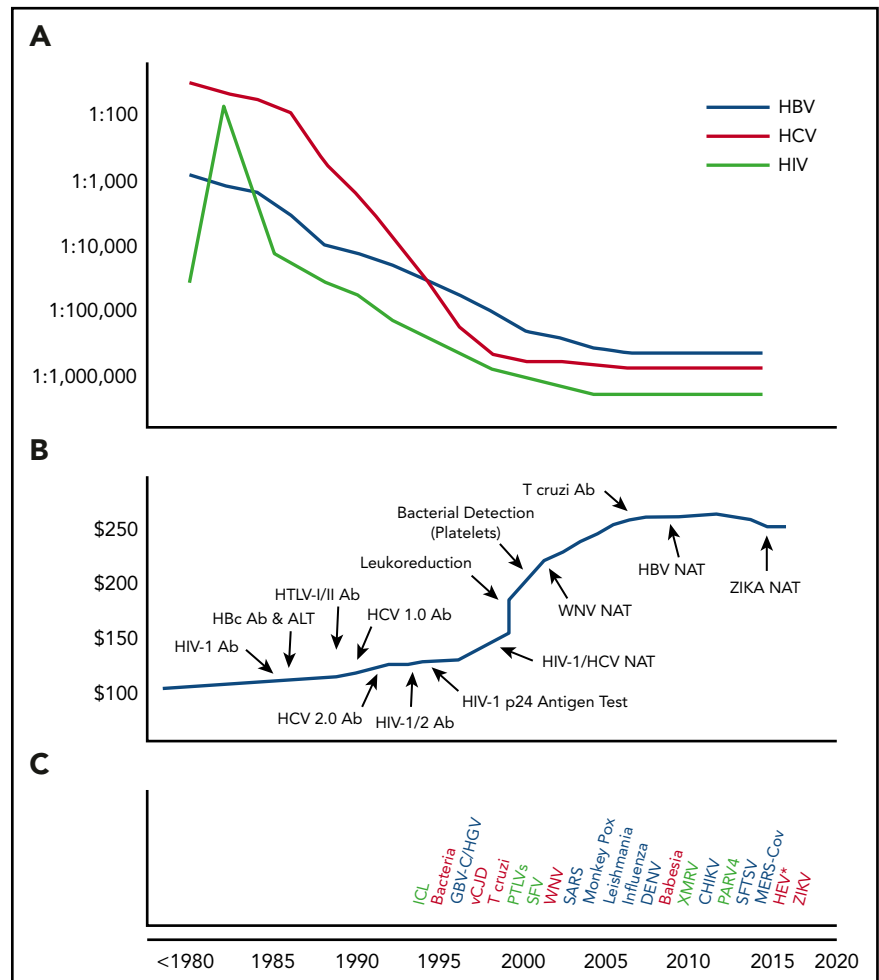 A
1:100
1:1,000
1:10,000
1:100,000
1:1,000,000
HBV
HCV
HIV
B
$250
$200
$150
$100
T cruzi Ab
Bacterial Detection
(Platelets)
Leukoreduction
HTLV-I/II Ab
HBc Ab & ALT
HIV-1 Ab
HCV 1.0 Ab
HCV 2.0 Ab
HIV-1/2 Ab
HIV-1 p24 Antigen Test
HIV-1/HCV NAT
WNV NAT
HBV NAT
ZIKA NAT
C
ICL
Bacteria
GBV-C/HGV
vCJD
T cruzi
PTLVs
SFV
WNV
SARS
Monkey Pox
Leishmania
Influenza
DENV
Babesia
XMRV
CHIKV
PARV4
SFTSV
MERS-Cov
HEV*
ZIKV
<1980 1985 1990 1995 2000 2005 2010 2015 2020